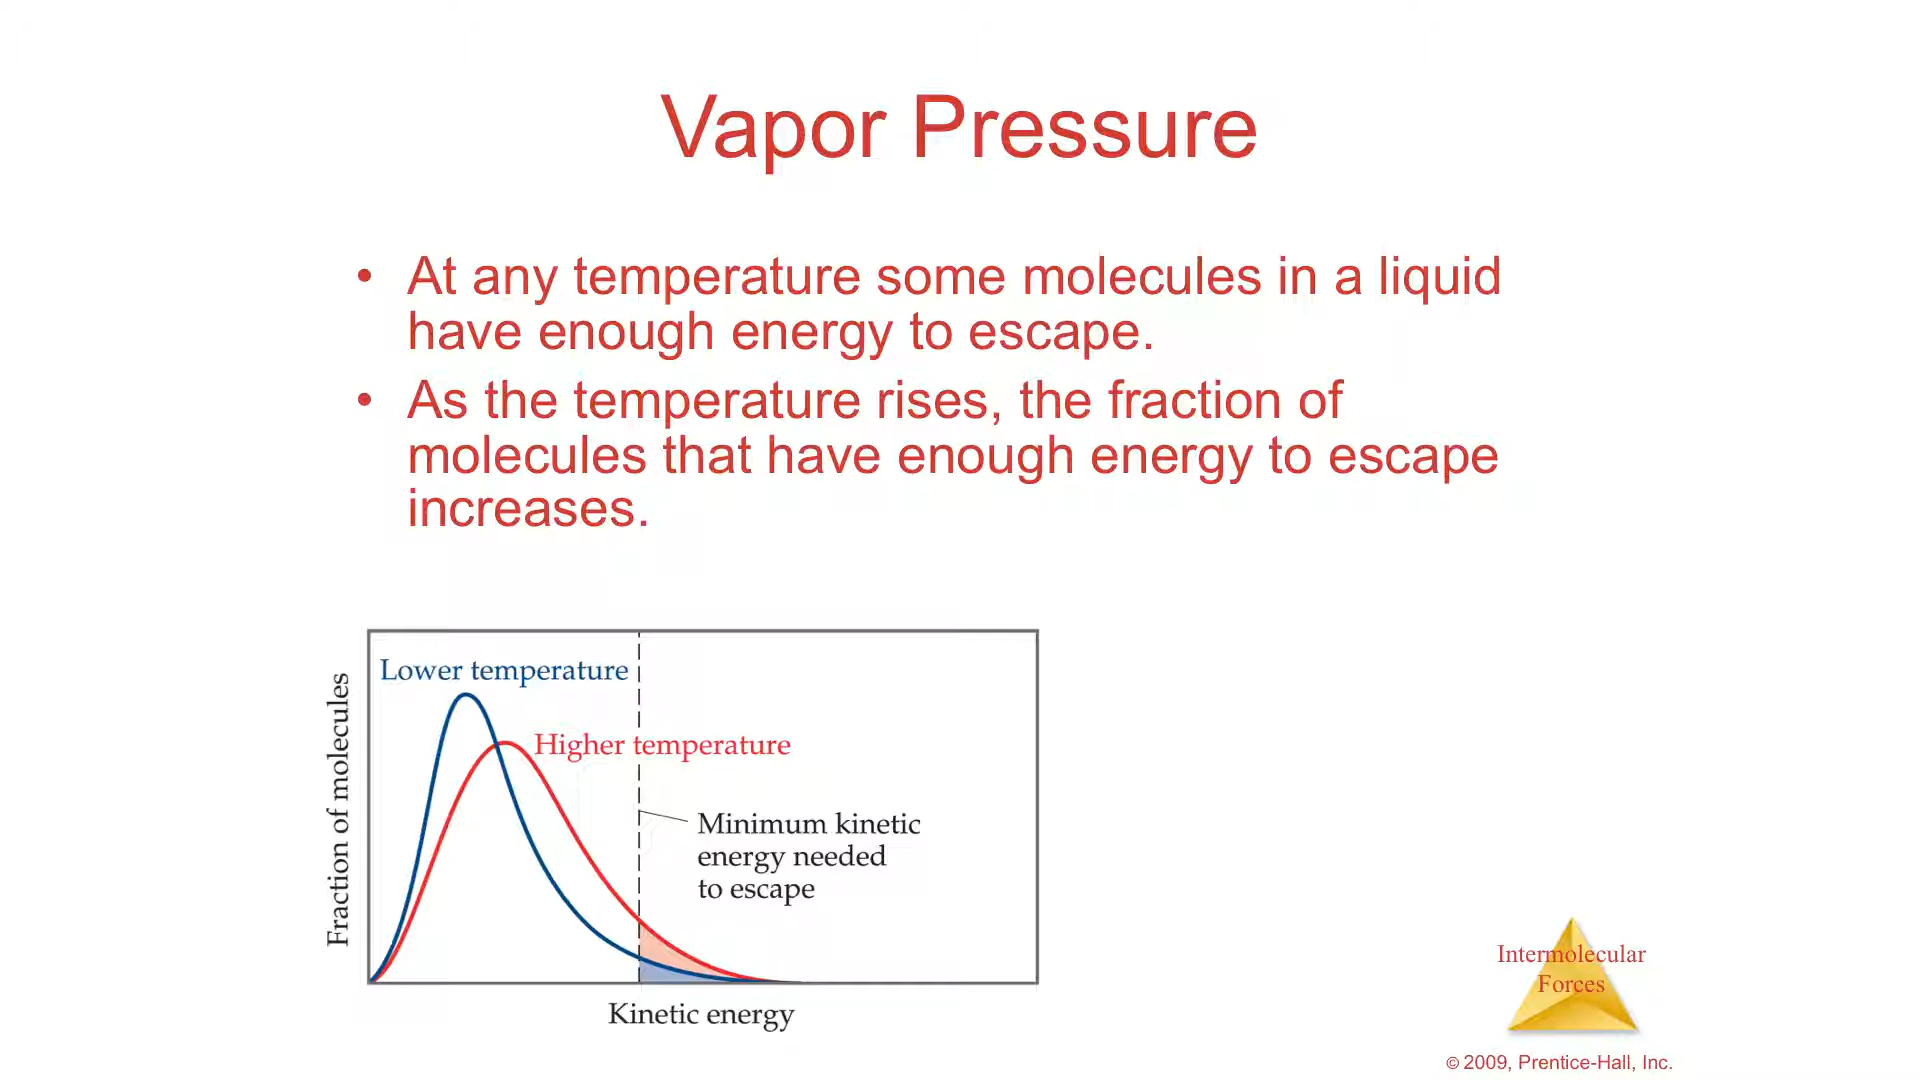 Vapor Pressure
• At any temperature some molecules in a liquid
have enough energy to escape.
• As the temperature rises, the fraction of
molecules that have enough energy to escape
increases.
Lower temperature
Higher temperature
Minimum kinetic
energy needed
to escape
Fraction of molecules
Kinetic energy
Intermolecular
Forces
© 2009, Prentice-Hall, Inc.